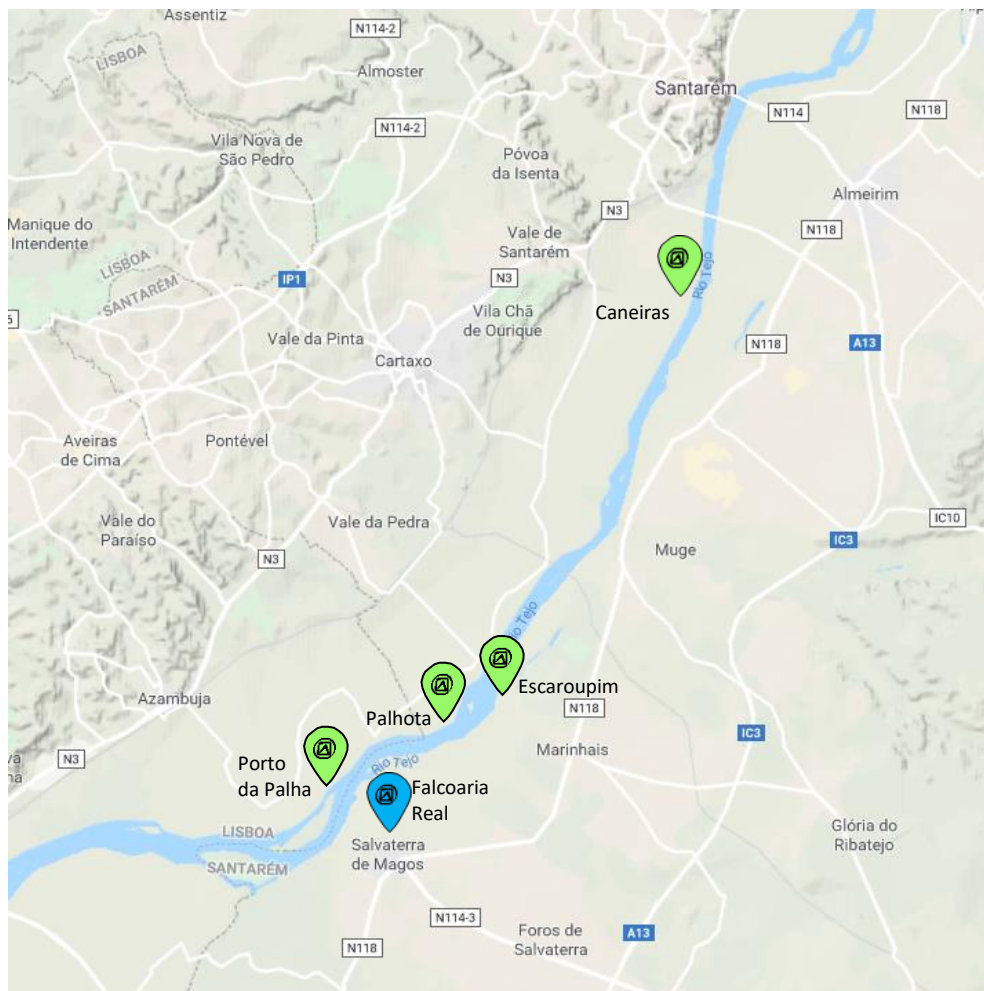 Assentiz
N114-2
LISBOA
Almoster
Santarém
N114-2
N114
N118
Vila Nova de
São Pedro
Póvoa
da Isenta
Almeirim
Manique do
Intendente
N3
Vale de
Santarém
N118
LISBOA
SANTARÉM
IP1
N3
Rio Tejo
Caneiras
Vila Chã
de Ourique
Vale da Pinta
N118
A13
Cartaxo
Aveiras
de Cima
Pontével
Vale do
Paraíso
Vale da Pedra
IC10
N3
Muge
IC3
Rio Tejo
Azambuja
Escaroupim
Palhota
N118
IC3
N3
Marinhais
Porto
da Palha
Rio Tejo
Falcoaria
Real
LISBOA
SANTARÉM
Salvaterra
de Magos
Glória do
Ribatejo
N114-3
Foros de
Salvaterra
A13
N118